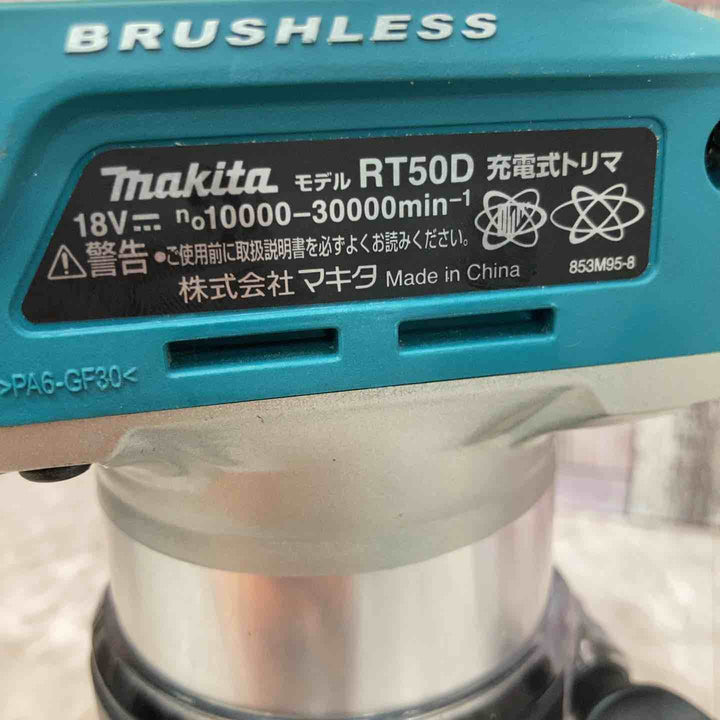 BRUSHLESS
makita モデル RT50D 充電式トリマ
18V⎓ n₀10000-30000min⁻¹
⚠警告 •ご使用前に取扱説明書を必ずよくお読みください。
株式会社 マキタ Made in China
853M95-8
>PA6-GF30<